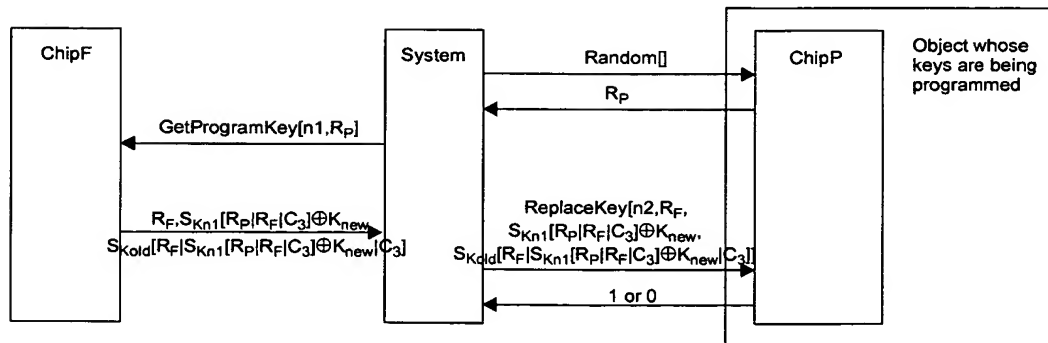 ChipF
System
ChipP
Object whose
keys are being
programmed
Random[]
R_P
GetProgramKey[n1,R_P]
R_F,S_Kn1[R_P|R_F|C_3]⊕K_new
S_Kold[R_F|S_Kn1[R_P|R_F|C_3]⊕K_new|C_3]
ReplaceKey[n2,R_F,
S_Kn1[R_P|R_F|C_3]⊕K_new,
S_Kold[R_F|S_Kn1[R_P|R_F|C_3]⊕K_new|C_3]]
1 or 0